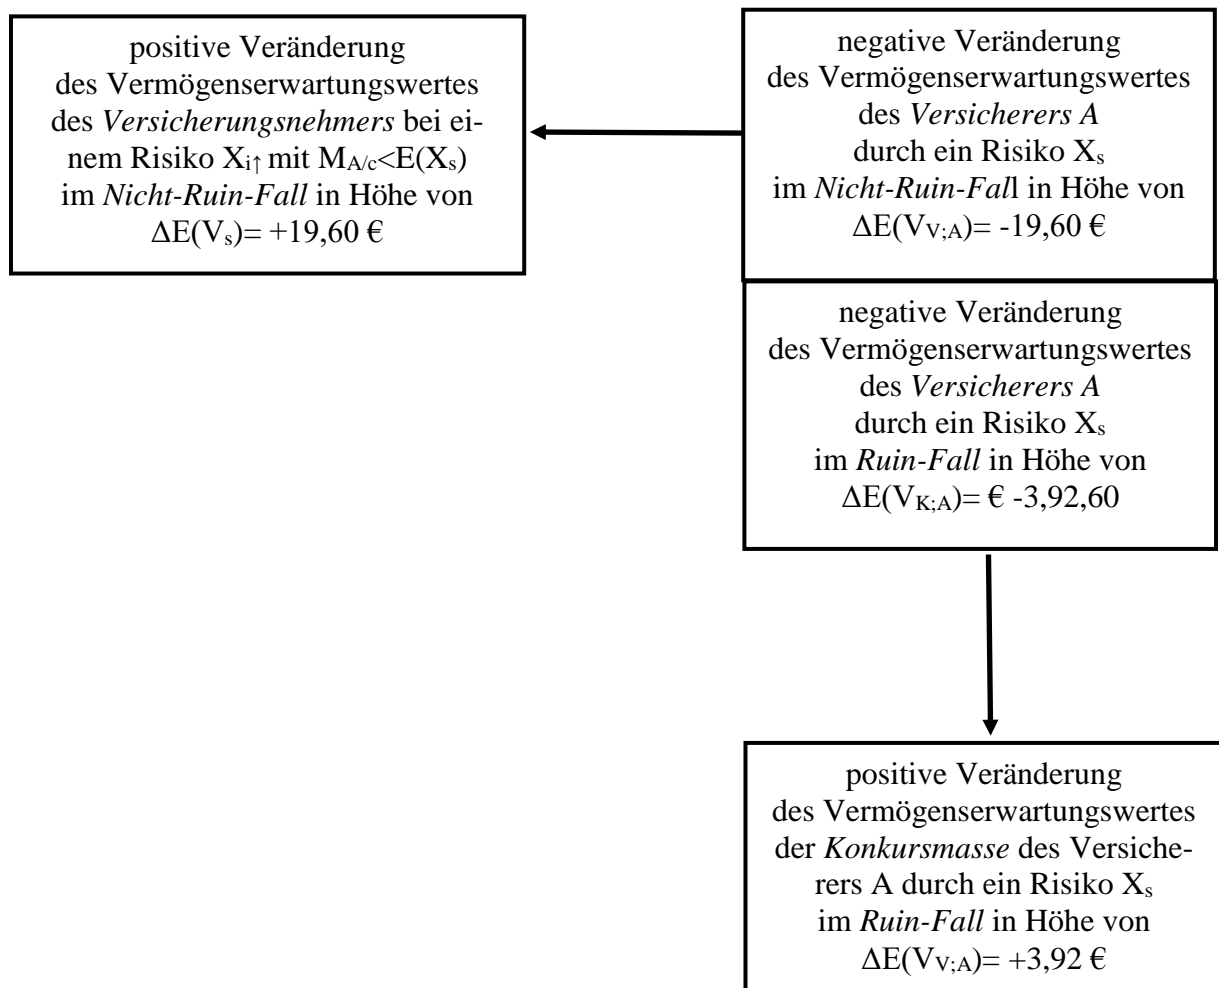 positive Veränderung
des Vermögenserwartungswertes
des Versicherungsnehmers bei ei-
nem Risiko Xi↑ mit MA/c<E(Xs)
im Nicht-Ruin-Fall in Höhe von
ΔE(Vs)= +19,60 €
negative Veränderung
des Vermögenserwartungswertes
des Versicherers A
durch ein Risiko Xs
im Nicht-Ruin-Fall in Höhe von
ΔE(VV;A)= -19,60 €
negative Veränderung
des Vermögenserwartungswertes
des Versicherers A
durch ein Risiko Xs
im Ruin-Fall in Höhe von
ΔE(VK;A)= € -3,92,60
positive Veränderung
des Vermögenserwartungswertes
der Konkursmasse des Versiche-
rers A durch ein Risiko Xs
im Ruin-Fall in Höhe von
ΔE(VV;A)= +3,92 €